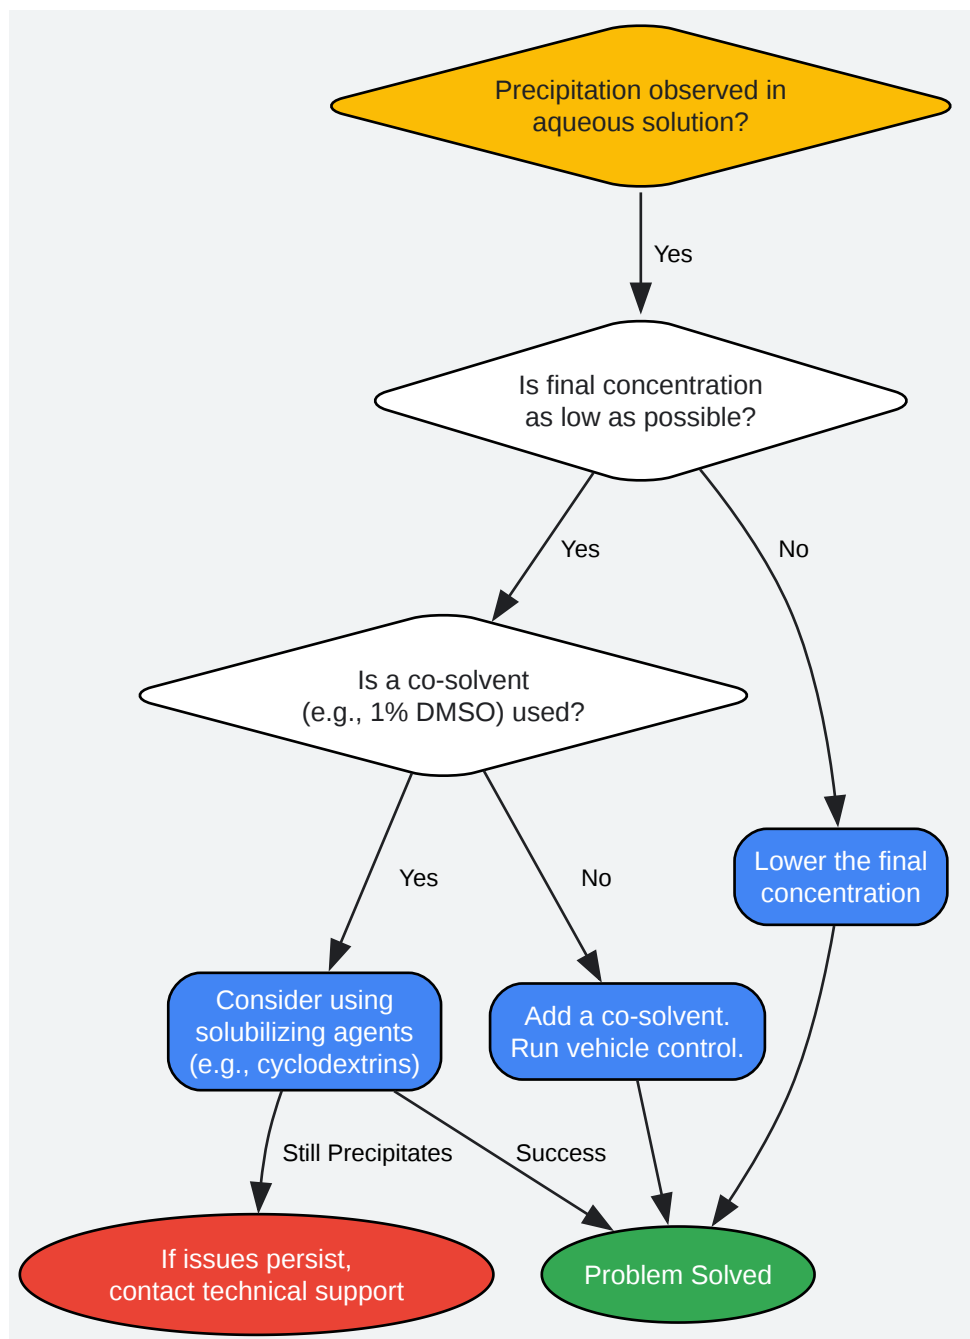 Precipitation observed in
aqueous solution?
Yes
Is final concentration
as low as possible?
Yes
No
Is a co-solvent
(e.g., 1% DMSO) used?
Lower the final
concentration
Yes
No
Consider using
solubilizing agents
(e.g., cyclodextrins)
Add a co-solvent.
Run vehicle control.
Still Precipitates
Success
If issues persist,
contact technical support
Problem Solved